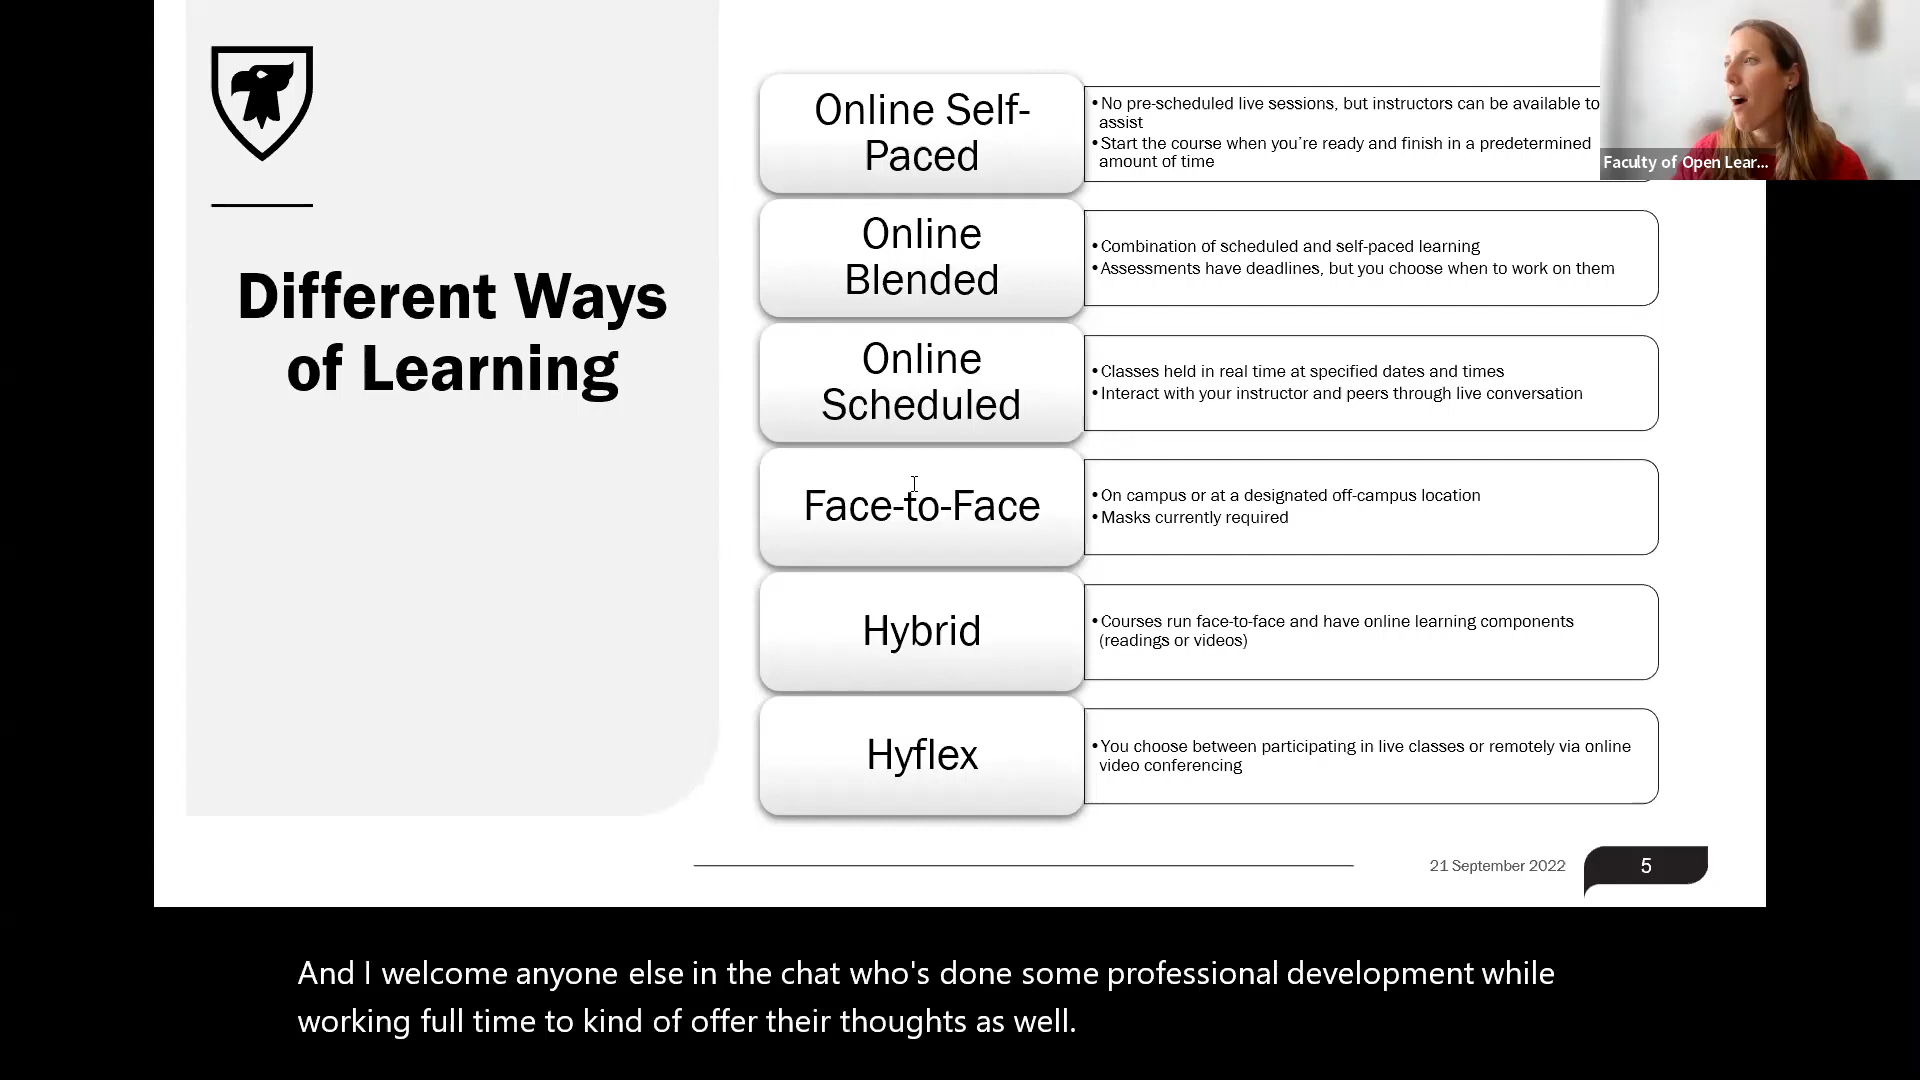 Different Ways
of Learning
Online Self-
Paced
•No pre-scheduled live sessions, but instructors can be available to
assist
•Start the course when you’re ready and finish in a predetermined
amount of time
Online
Blended
•Combination of scheduled and self-paced learning
•Assessments have deadlines, but you choose when to work on them
Online
Scheduled
•Classes held in real time at specified dates and times
•Interact with your instructor and peers through live conversation
Face-to-Face
•On campus or at a designated off-campus location
•Masks currently required
Hybrid
•Courses run face-to-face and have online learning components
(readings or videos)
Hyflex
•You choose between participating in live classes or remotely via online
video conferencing
21 September 2022
5
Faculty of Open Lear...
And I welcome anyone else in the chat who's done some professional development while
working full time to kind of offer their thoughts as well.